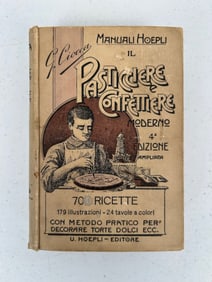 G. Ciocca
MANUALI HOEPLI
IL
PASTICCIERE
E
CONFETTIERE
MODERNO
4ª
EDIZIONE
AMPLIATA
700 RICETTE
179 illustrazioni - 24 tavole a colori
CON METODO PRATICO PER
DECORARE TORTE DOLCI ECC.
U. HOEPLI - EDITORE